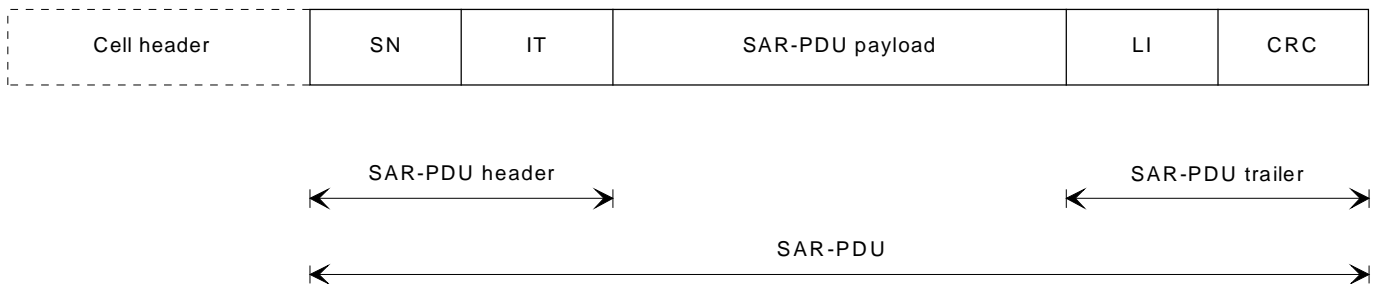 Cell header SN IT SAR-PDU payload LI CRC
SAR-PDU header SAR-PDU trailer
SAR-PDU